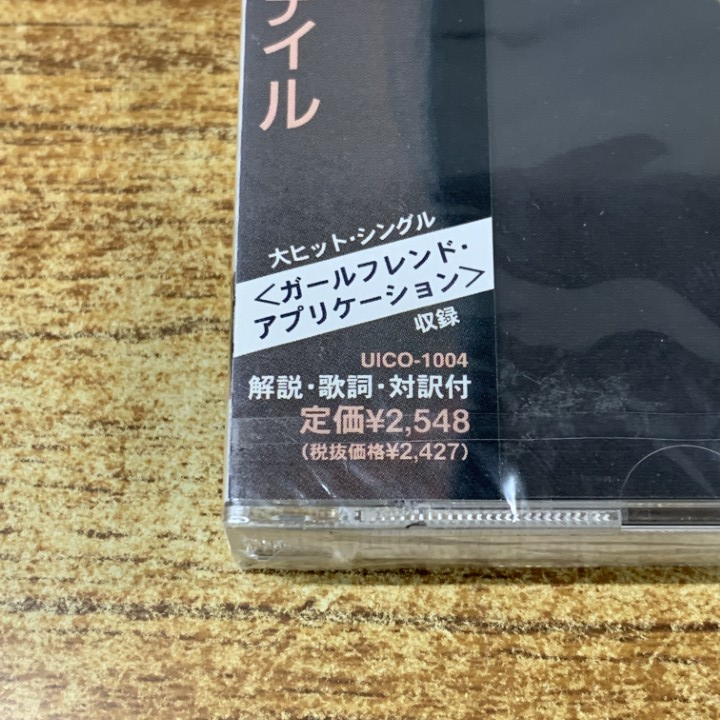 ナイル
大ヒット・シングル
<ガールフレンド・
アプリケーション>
収録
UICO-1004
解説・歌詞・対訳付
定価¥2,548
(税抜価格¥2,427)